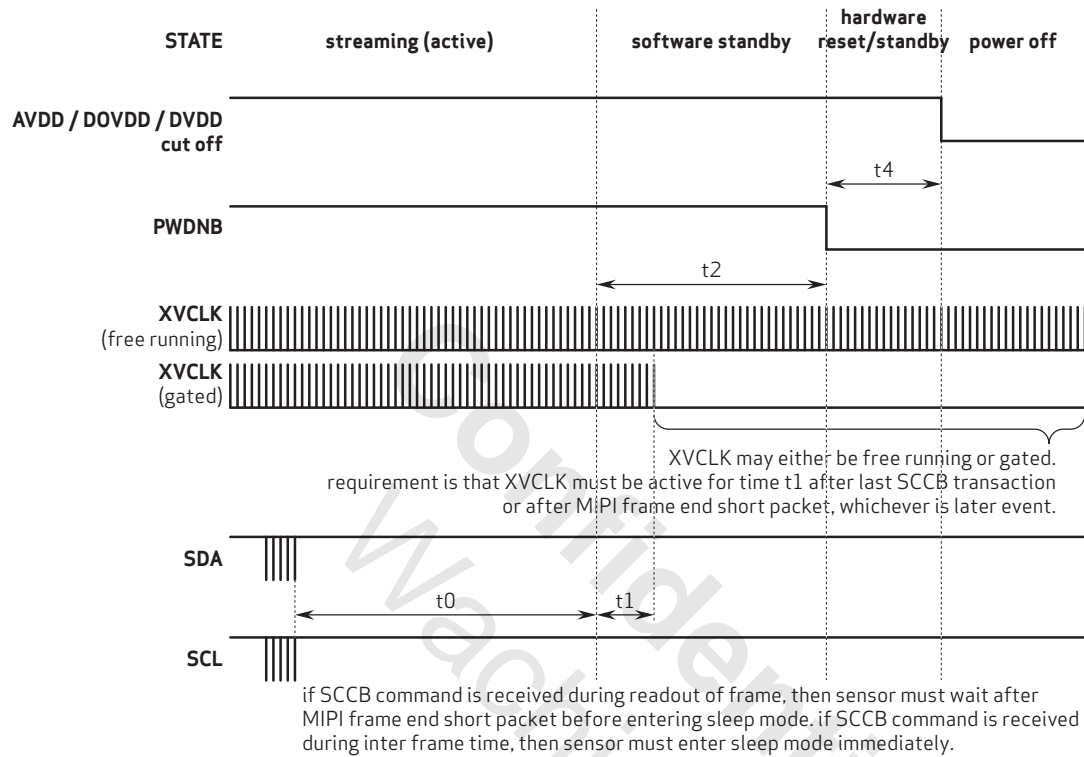 STATE
streaming (active)
software standby
hardware
reset/standby
power off
AVDD / DOVDD / DVDD
cut off
t4
PWDNB
t2
XVCLK
(free running)
XVCLK
(gated)
XVCLK may either be free running or gated.
requirement is that XVCLK must be active for time t1 after last SCCB transaction
or after MIPI frame end short packet, whichever is later event.
SDA
t0
t1
SCL
if SCCB command is received during readout of frame, then sensor must wait after
MIPI frame end short packet before entering sleep mode. if SCCB command is received
during inter frame time, then sensor must enter sleep mode immediately.